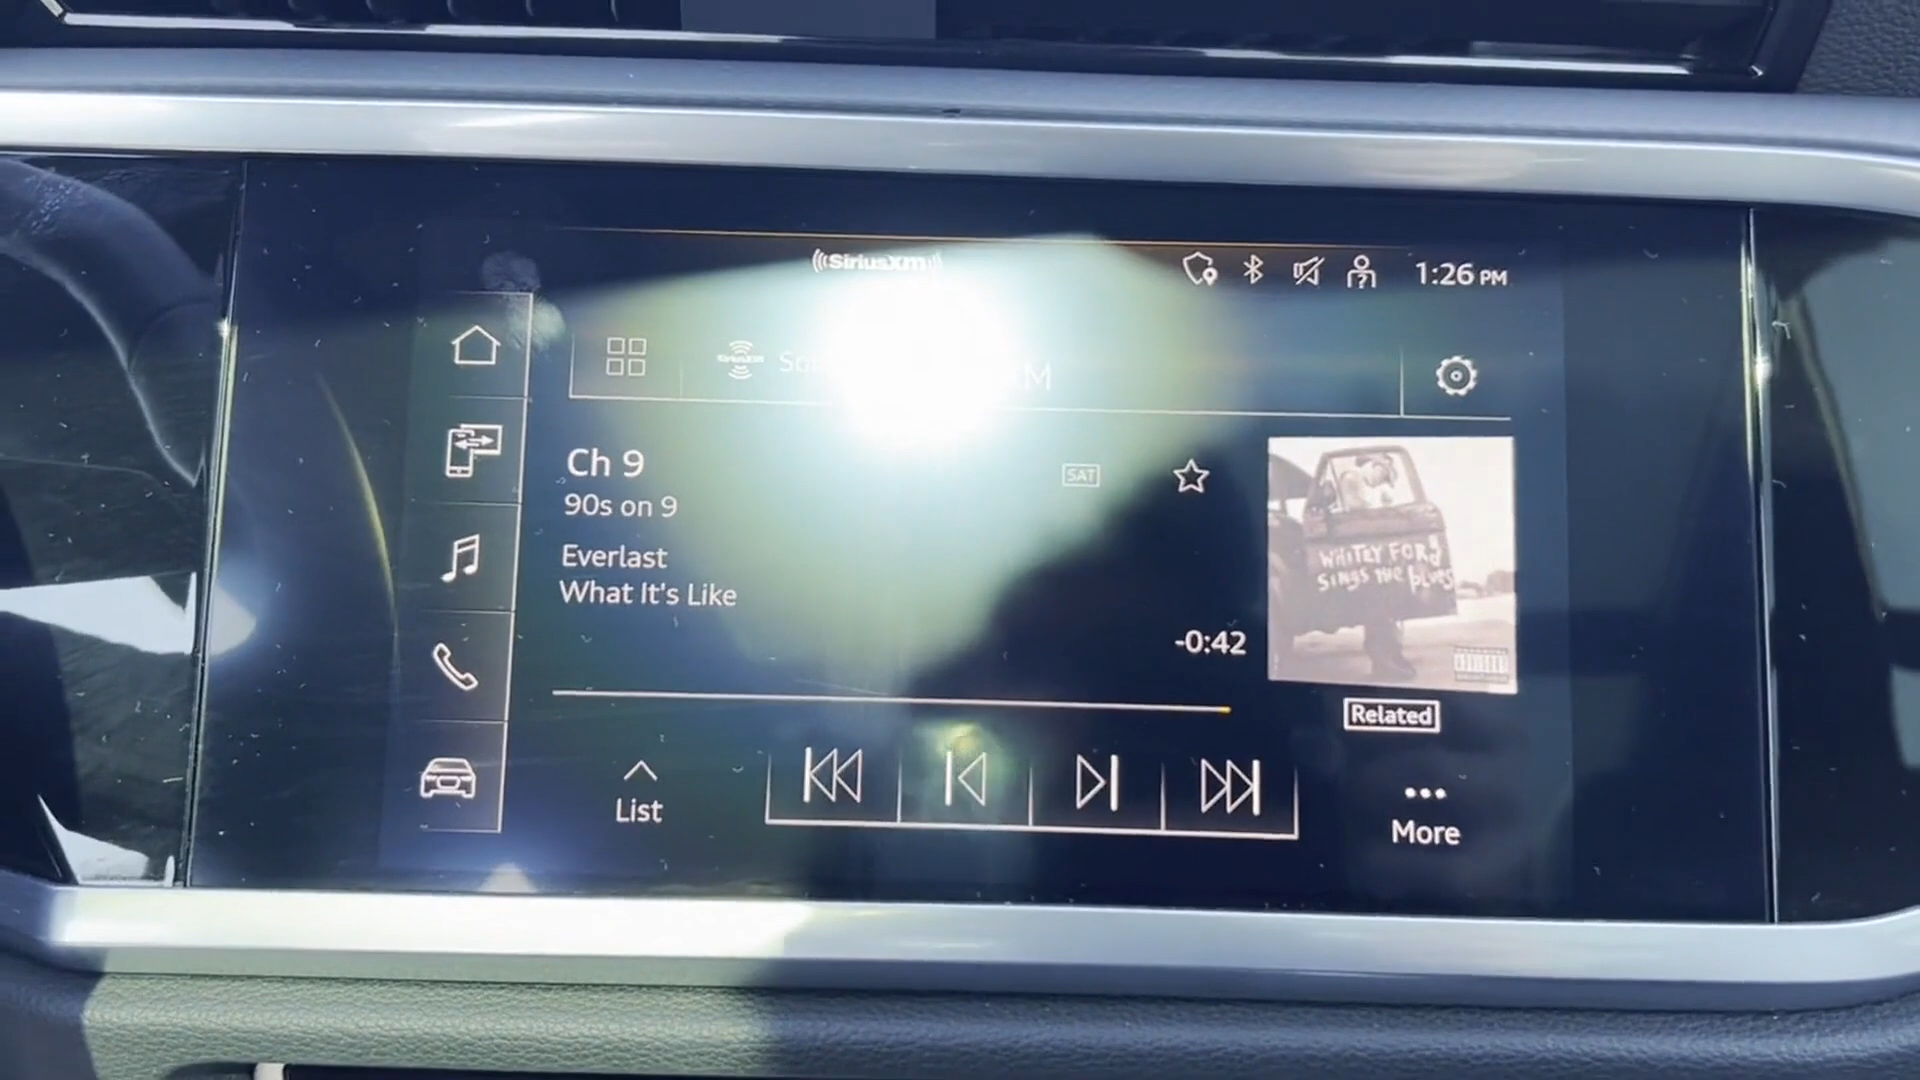 SiriusXM
1:26 PM
SiriusXM
Ch 9
SAT
90s on 9
Everlast
What It's Like
-0:42
WHITEY FORD
SINGS THE BLUES
Related
List
More